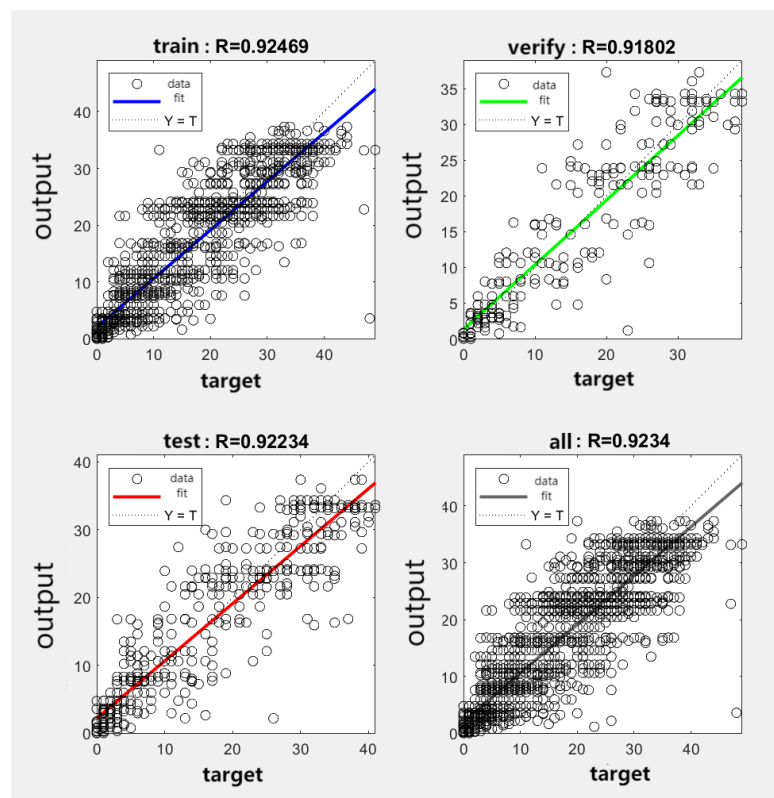 train : R=0.92469
output
40
30
20
10
0
data
fit
Y = T
0 10 20 30 40
target
verify : R=0.91802
output
35
30
25
20
15
10
5
0
data
fit
Y = T
0 10 20 30
target
test : R=0.92234
output
40
30
20
10
0
data
fit
Y = T
0 10 20 30 40
target
all : R=0.9234
output
40
30
20
10
0
data
fit
Y = T
0 10 20 30 40
target